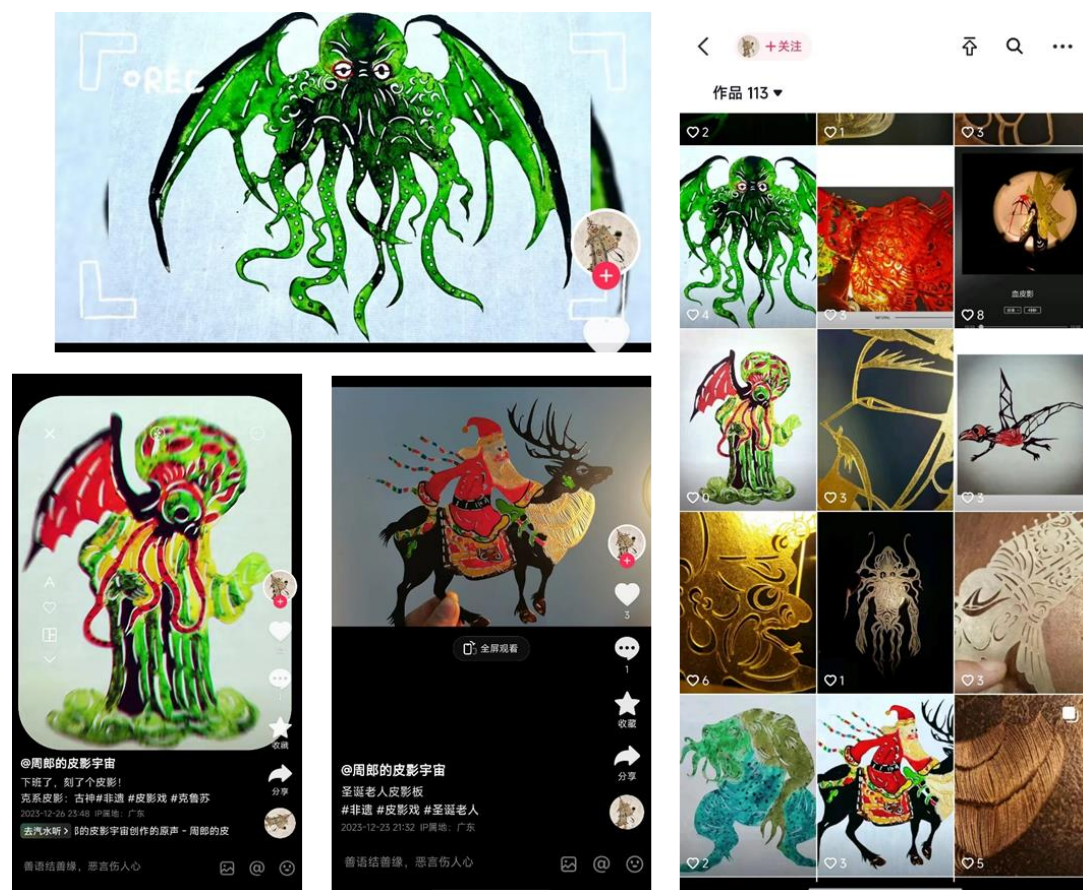 REC
+关注
作品 113
2
1
3
4
3
血皮影
8
0
3
3
6
1
3
2
3
5
@周郎的皮影宇宙
下班了，刻了个皮影！
克系皮影：古神#非遗 #皮影戏 #克鲁苏
2023-12-26 23:48 IP属地：广东
去汽水听 > 郎的皮影宇宙创作的原声 - 周郎的皮
善语结善缘，恶言伤人心
收藏
分享
A
3
全屏观看
1
收藏
分享
@周郎的皮影宇宙
圣诞老人皮影板
#非遗 #皮影戏 #圣诞老人
2023-12-23 21:32 IP属地：广东
善语结善缘，恶言伤人心